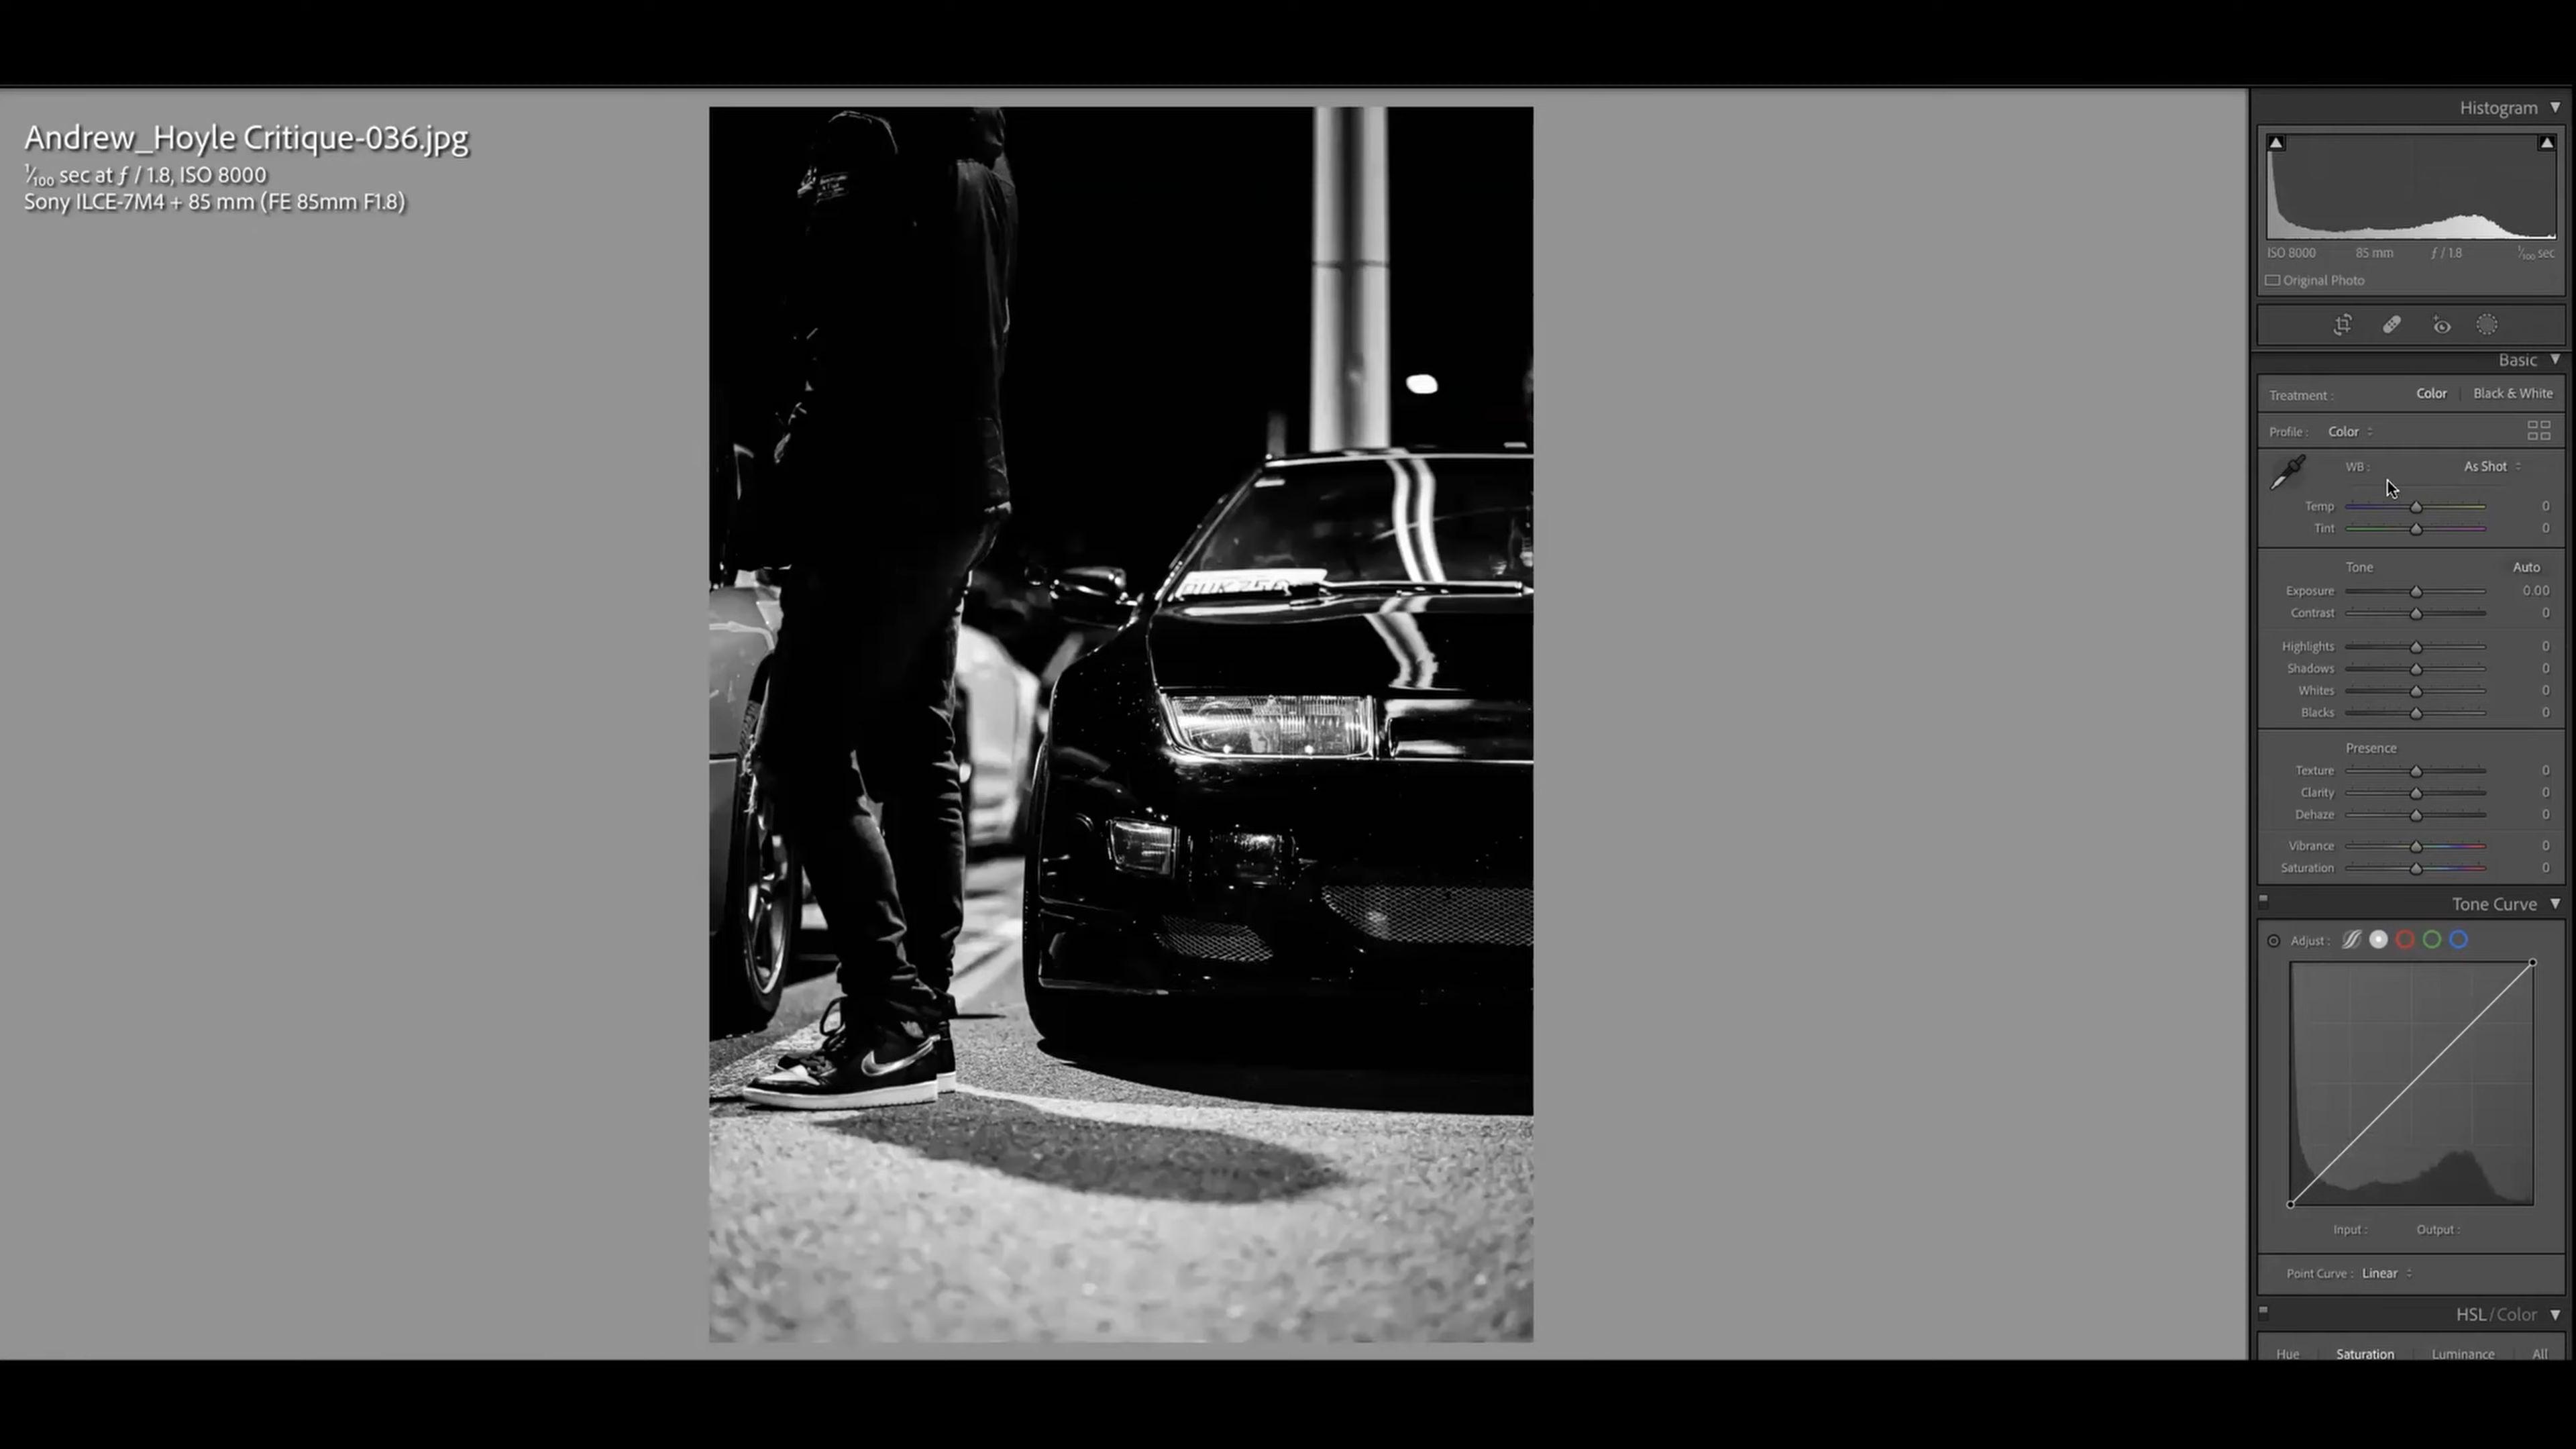 Andrew_Hoyle Critique-036.jpg
1/100 sec at ƒ / 1.8, ISO 8000
Sony ILCE-7M4 + 85 mm (FE 85mm F1.8)
Histogram
ISO 8000 85 mm ƒ / 1.8 1/100 sec
Original Photo
Basic
Treatment : Color Black & White
Profile : Color
WB : As Shot
Temp 0
Tint 0
Tone Auto
Exposure 0.00
Contrast 0
Highlights 0
Shadows 0
Whites 0
Blacks 0
Presence
Texture 0
Clarity 0
Dehaze 0
Vibrance 0
Saturation 0
Tone Curve
Adjust :
Input : Output :
Point Curve : Linear
HSL / Color
Hue Saturation Luminance All